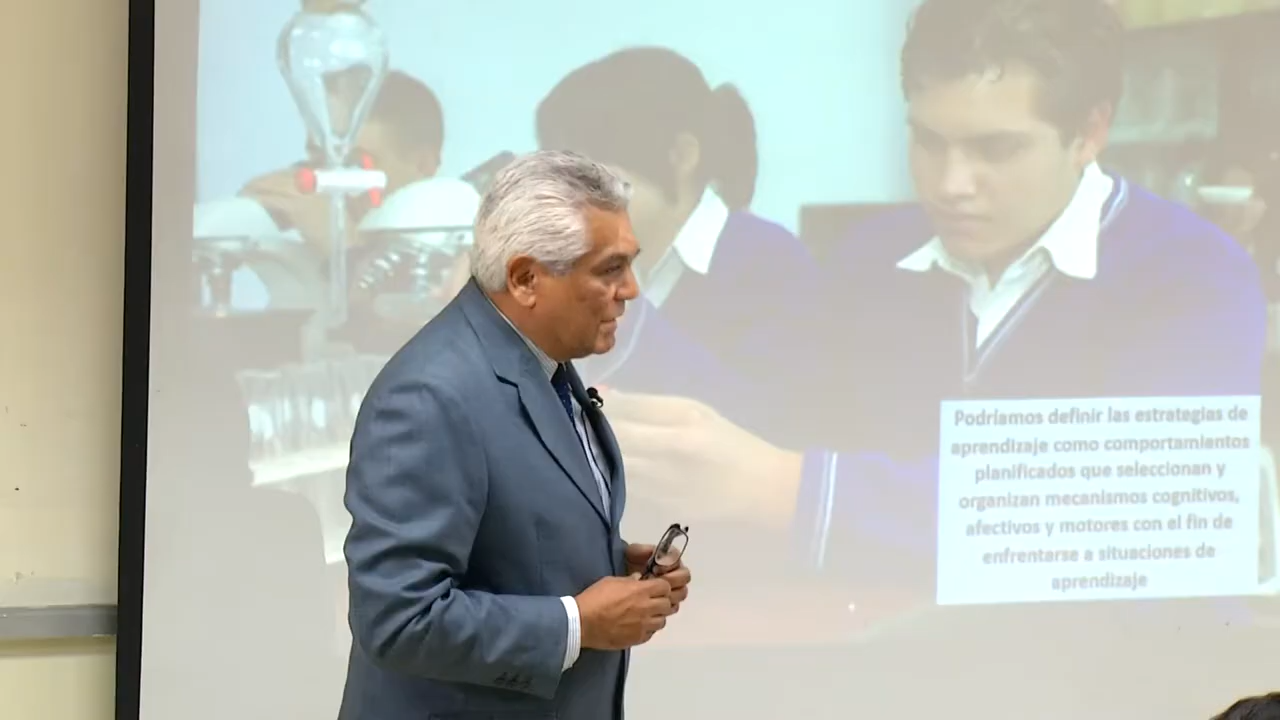 Podríamos definir las estrategias de
aprendizaje como comportamientos
planificados que seleccionan y
organizan mecanismos cognitivos,
afectivos y motores con el fin de
enfrentarse a situaciones de
aprendizaje